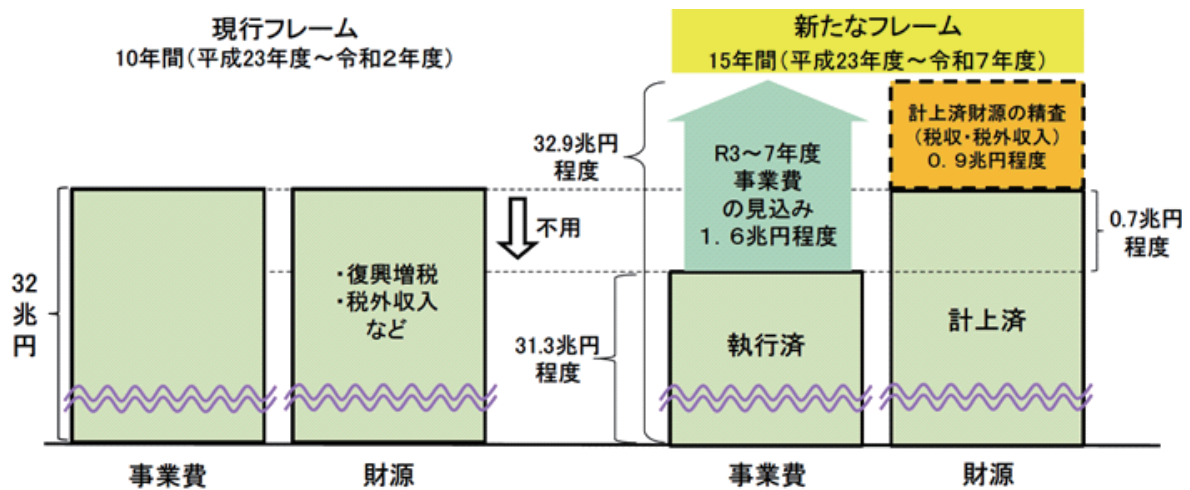 現行フレーム
10年間(平成23年度～令和2年度)
32
兆
円
・復興増税
・税外収入
など
不用
事業費
財源
新たなフレーム
15年間(平成23年度～令和7年度)
32.9兆円
程度
R3～7年度
事業費
の見込み
1.6兆円程度
計上済財源の精査
(税収・税外収入)
0.9兆円程度
0.7兆円
程度
31.3兆円
程度
執行済
計上済
事業費
財源